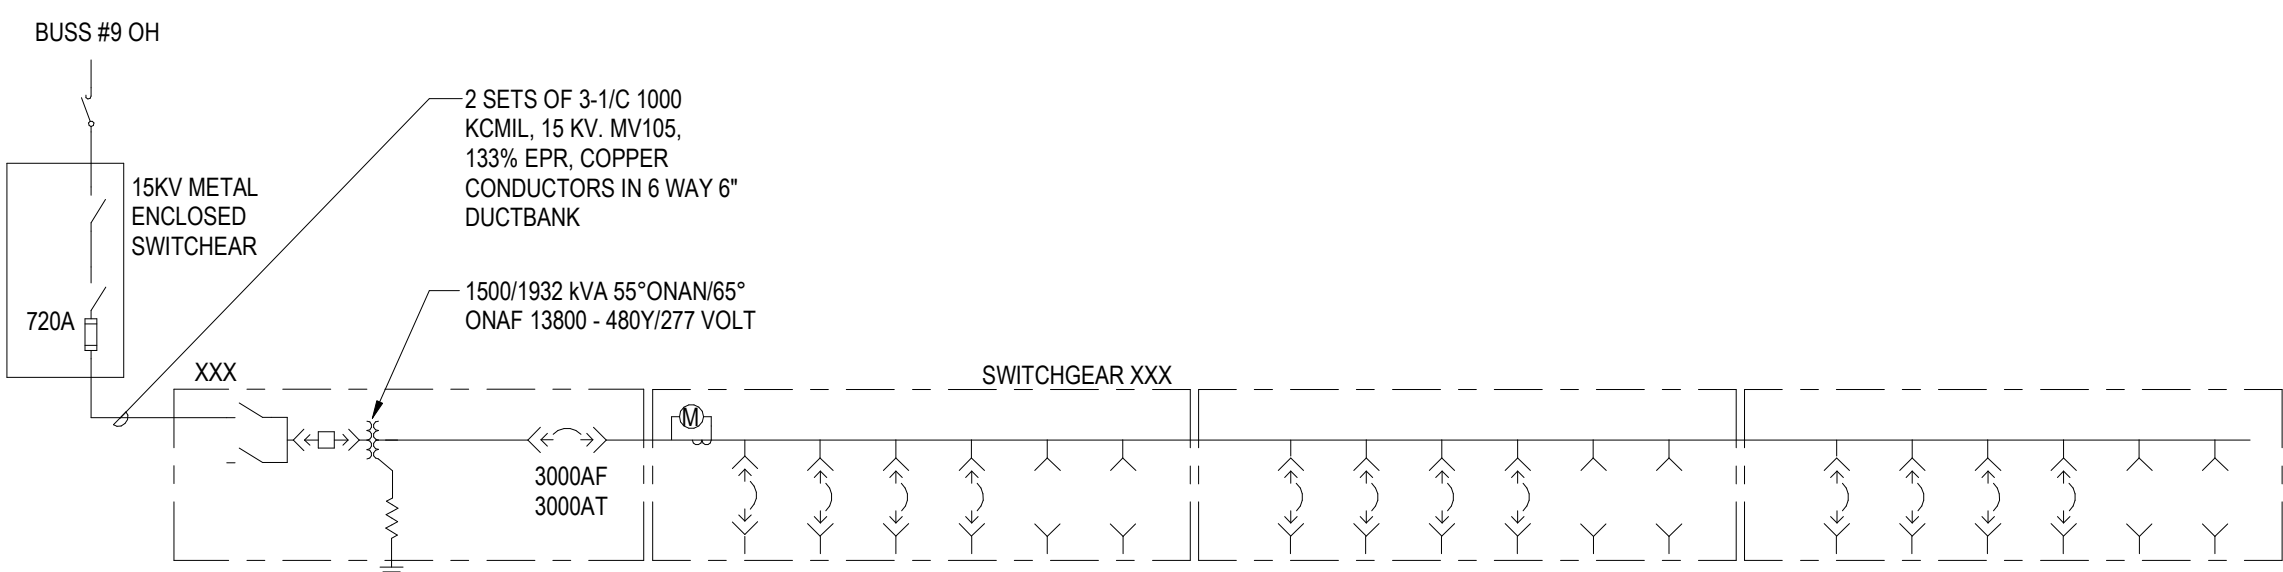 BUSS #9 OH
2 SETS OF 3-1/C 1000
KCMIL, 15 KV. MV105,
133% EPR, COPPER
CONDUCTORS IN 6 WAY 6"
DUCTBANK
15KV METAL
ENCLOSED
SWITCHEAR
1500/1932 kVA 55°ONAN/65°
ONAF 13800 - 480Y/277 VOLT
720A
XXX
SWITCHGEAR XXX
M
3000AF
3000AT